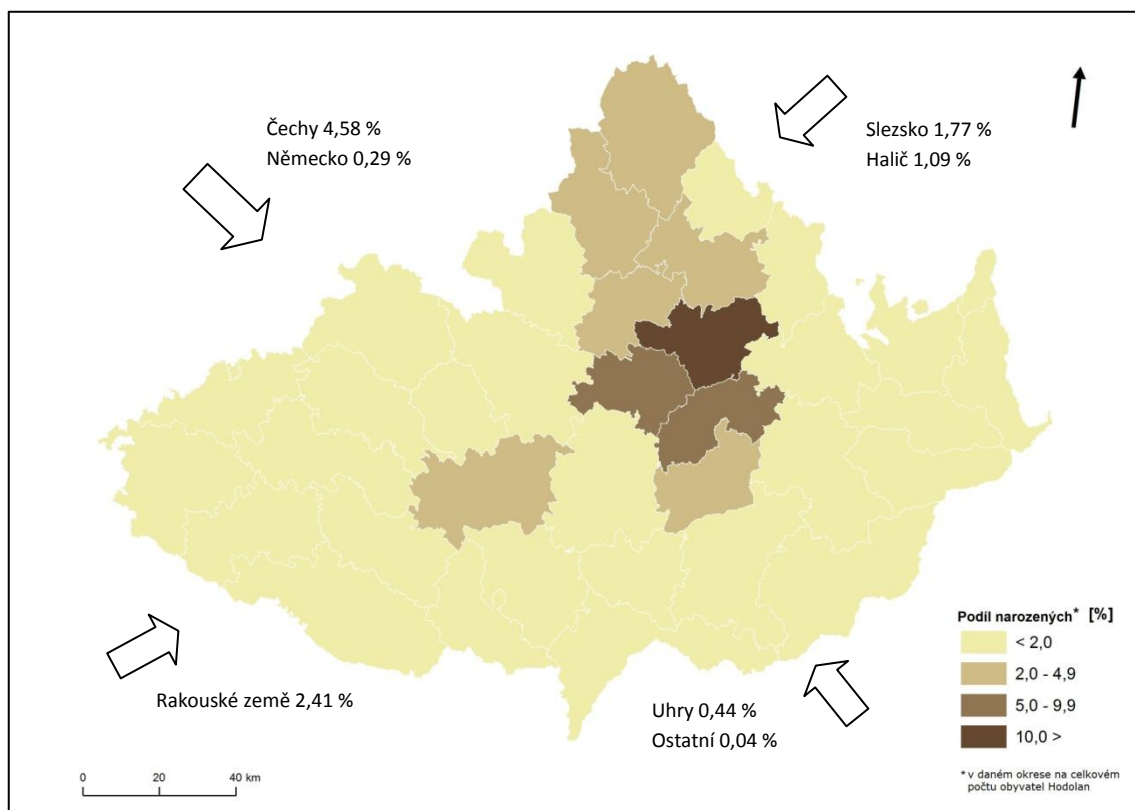 Čechy 4,58 %
Německo 0,29 %
Slezsko 1,77 %
Halič 1,09 %
Rakouské země 2,41 %
Uhry 0,44 %
Ostatní 0,04 %
Podíl narozených* [%]
< 2,0
2,0 - 4,9
5,0 - 9,9
10,0 >
* v daném okrese na celkovém
počtu obyvatel Hodolan
0 20 40 km